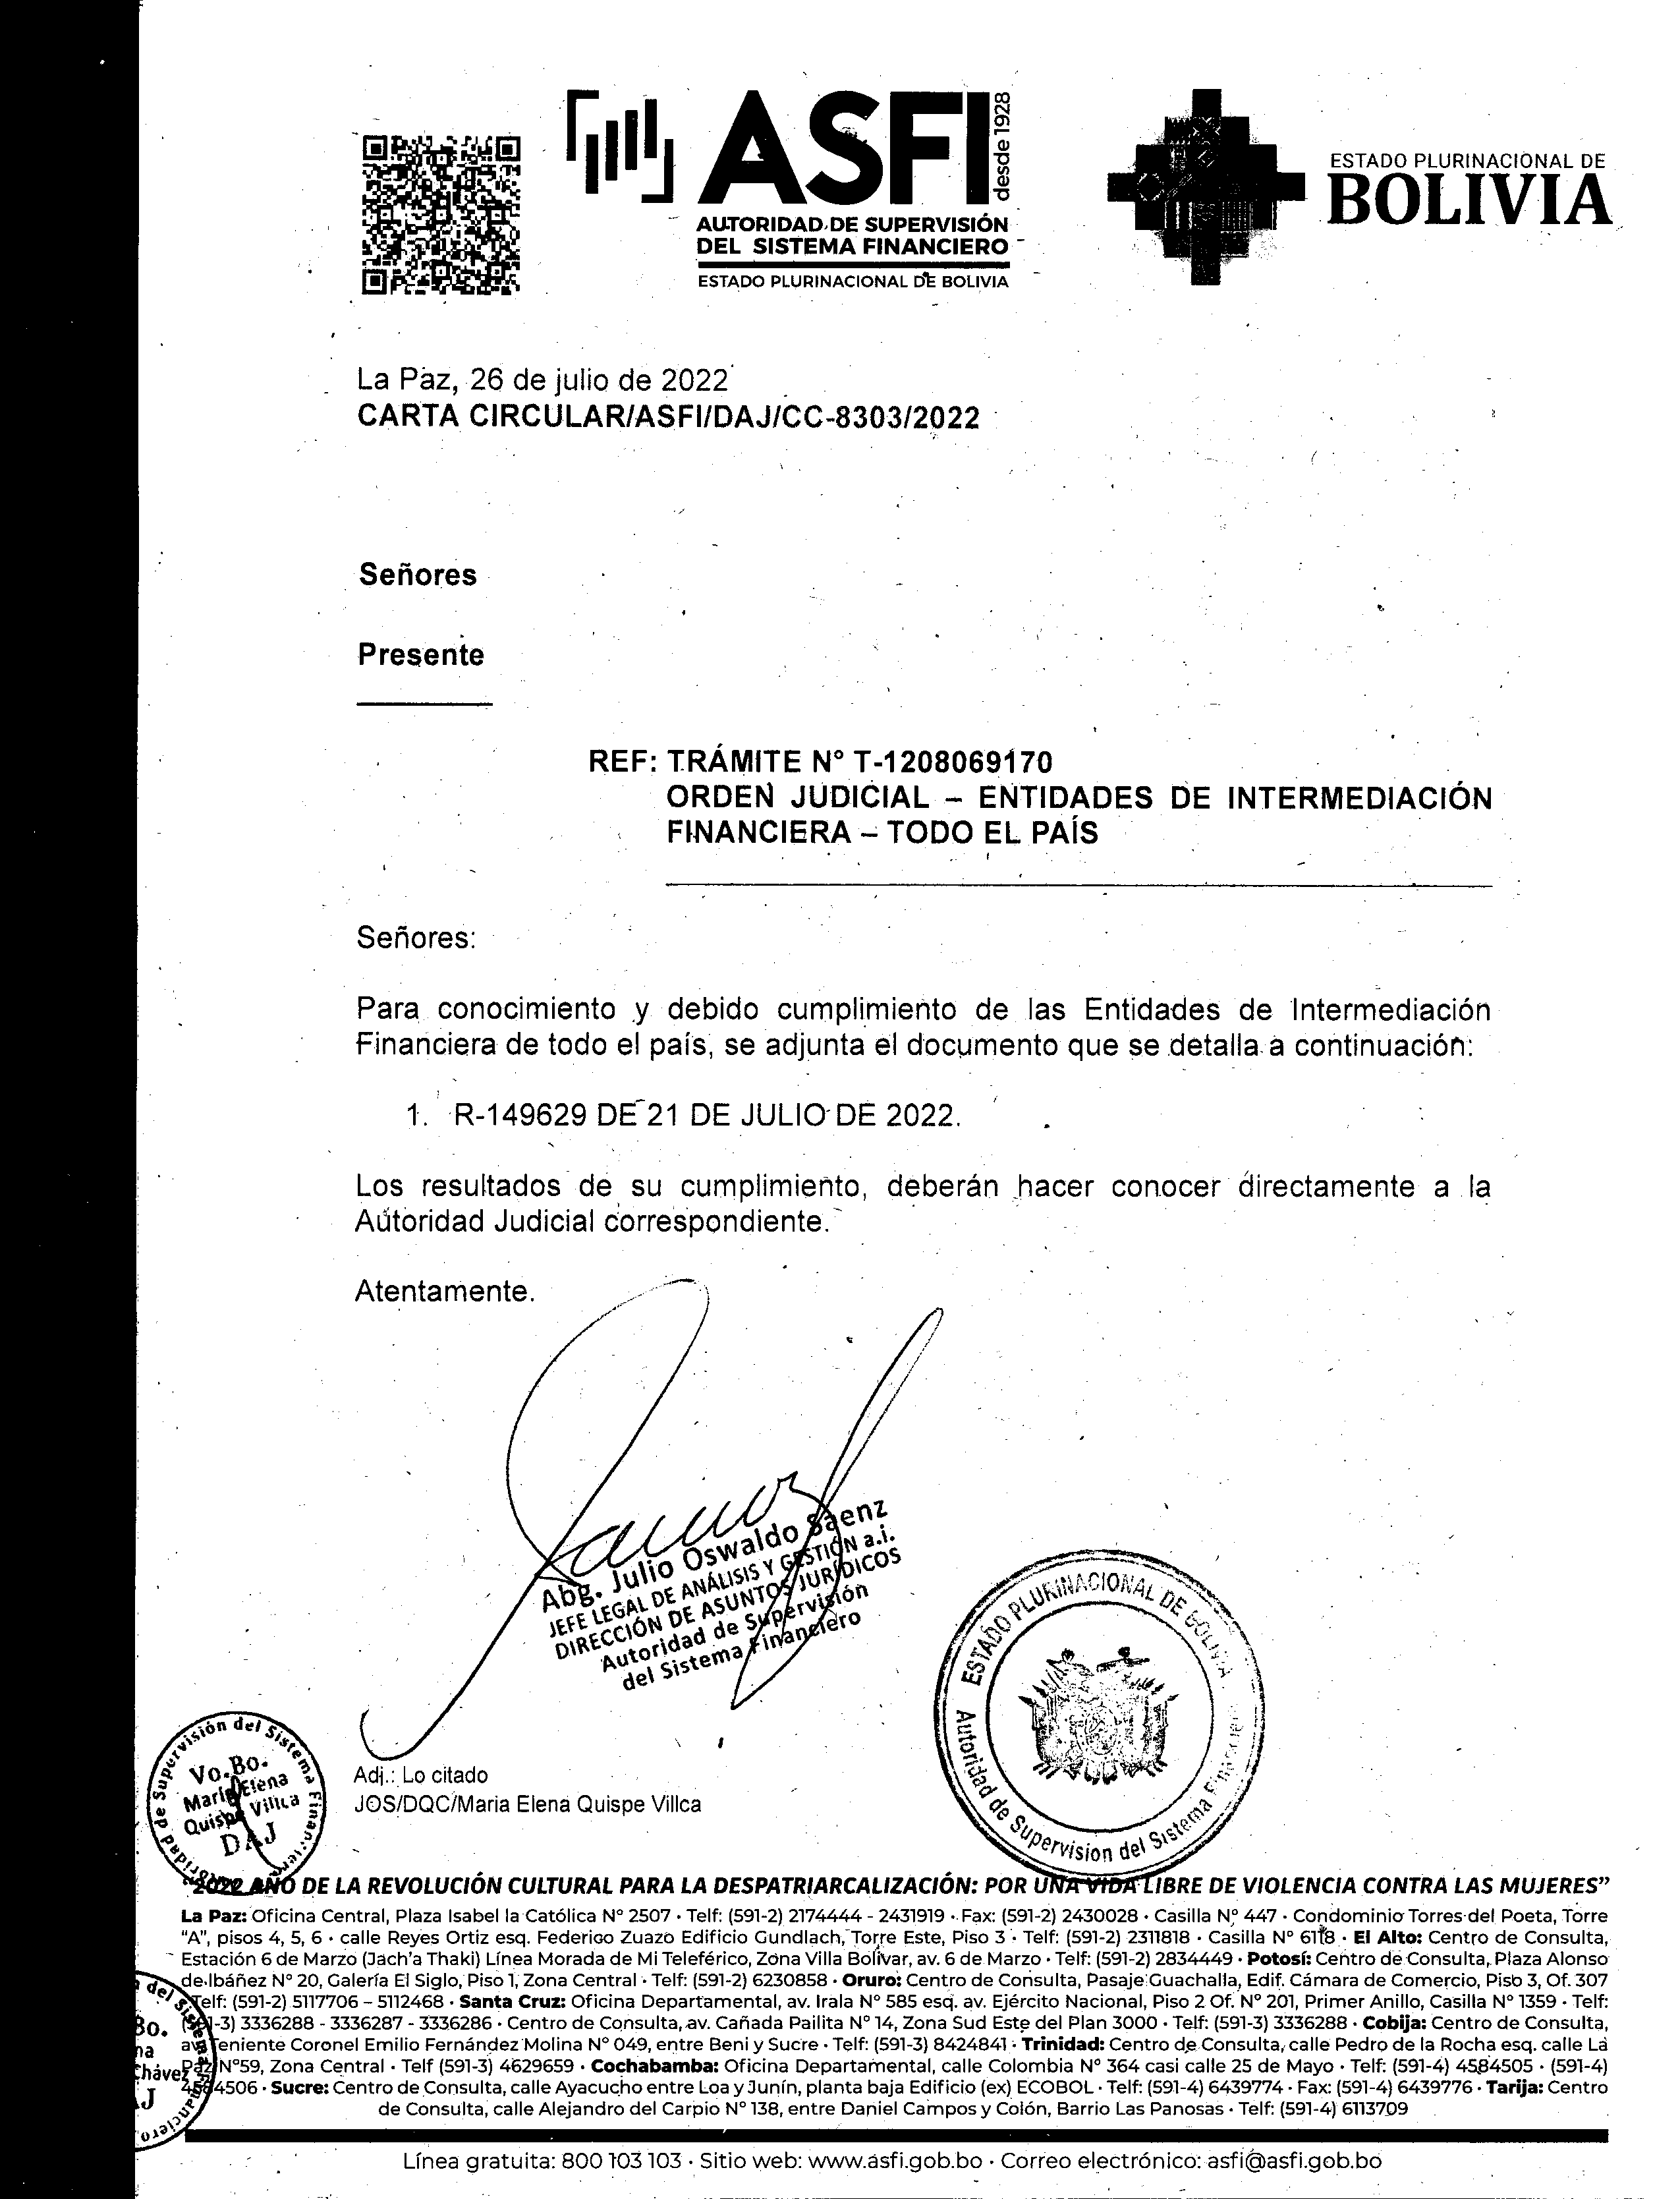 ASFI
desde 1928
AUTORIDAD DE SUPERVISIÓN
DEL SISTEMA FINANCIERO
ESTADO PLURINACIONAL DE BOLIVIA
ESTADO PLURINACIONAL DE
BOLIVIA
La Paz, 26 de julio de 2022
CARTA CIRCULAR/ASFI/DAJ/CC-8303/2022
Señores
Presente
REF: TRÁMITE Nº T-1208069170
ORDEN JUDICIAL – ENTIDADES DE INTERMEDIACIÓN
FINANCIERA – TODO EL PAÍS
Señores:
Para conocimiento y debido cumplimiento de las Entidades de Intermediación
Financiera de todo el país, se adjunta el documento que se detalla a continuación:
1. R-149629 DE 21 DE JULIO DE 2022.
Los resultados de su cumplimiento, deberán hacer conocer directamente a la
Autoridad Judicial correspondiente.
Atentamente.
Abg. Julio Oswaldo Saenz
JEFE LEGAL DE ANÁLISIS Y GESTIÓN a.i.
DIRECCIÓN DE ASUNTOS JURÍDICOS
Autoridad de Supervisión
del Sistema Financiero
ESTADO PLURINACIONAL DE BOLIVIA
Autoridad de Supervision del Sistema Financiero
Autoridad de Supervisión del Sistema Financiero
Vo.Bo.
María Elena
Quispe Villca
DAJ
Adj.: Lo citado
JOS/DQC/Maria Elena Quispe Villca
"2022 AÑO DE LA REVOLUCIÓN CULTURAL PARA LA DESPATRIARCALIZACIÓN: POR UNA VIDA LIBRE DE VIOLENCIA CONTRA LAS MUJERES"
La Paz: Oficina Central, Plaza Isabel la Católica Nº 2507 · Telf: (591-2) 2174444 - 2431919 · Fax: (591-2) 2430028 · Casilla Nº 447 · Condominio Torres del Poeta, Torre
"A", pisos 4, 5, 6 · calle Reyes Ortiz esq. Federico Zuazo Edificio Gundlach, Torre Este, Piso 3 · Telf: (591-2) 2311818 · Casilla Nº 6118 · El Alto: Centro de Consulta,
Estación 6 de Marzo (Jach'a Thaki) Línea Morada de Mi Teleférico, Zona Villa Bolívar, av. 6 de Marzo · Telf: (591-2) 2834449 · Potosí: Centro de Consulta, Plaza Alonso
de Ibáñez Nº 20, Galería El Siglo, Piso 1, Zona Central · Telf: (591-2) 6230858 · Oruro: Centro de Consulta, Pasaje Guachalla, Edif. Cámara de Comercio, Piso 3, Of. 307
Telf: (591-2) 5117706 – 5112468 · Santa Cruz: Oficina Departamental, av. Irala Nº 585 esq. av. Ejército Nacional, Piso 2 Of. Nº 201, Primer Anillo, Casilla Nº 1359 · Telf:
(591-3) 3336288 - 3336287 - 3336286 · Centro de Consulta, av. Cañada Pailita Nº 14, Zona Sud Este del Plan 3000 · Telf: (591-3) 3336288 · Cobija: Centro de Consulta,
av. Teniente Coronel Emilio Fernández Molina Nº 049, entre Beni y Sucre · Telf: (591-3) 8424841 · Trinidad: Centro de Consulta, calle Pedro de la Rocha esq. calle La
Paz Nº59, Zona Central · Telf (591-3) 4629659 · Cochabamba: Oficina Departamental, calle Colombia Nº 364 casi calle 25 de Mayo · Telf: (591-4) 4584505 · (591-4)
4584506 · Sucre: Centro de Consulta, calle Ayacucho entre Loa y Junín, planta baja Edificio (ex) ECOBOL · Telf: (591-4) 6439774 · Fax: (591-4) 6439776 · Tarija: Centro
de Consulta, calle Alejandro del Carpio Nº 138, entre Daniel Campos y Colón, Barrio Las Panosas · Telf: (591-4) 6113709
Línea gratuita: 800 103 103 · Sitio web: www.asfi.gob.bo · Correo electrónico: asfi@asfi.gob.bo